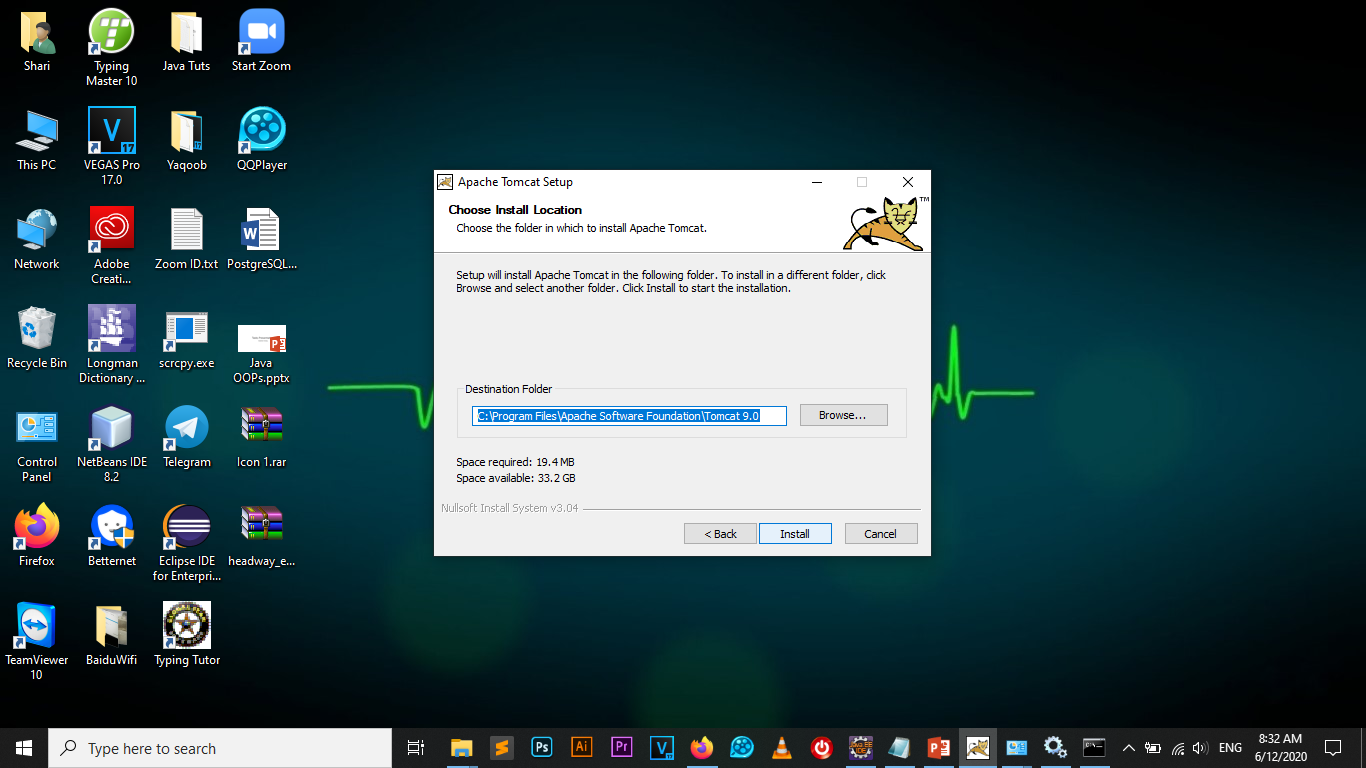 Shari
Typing
Master 10
Java Tuts
Start Zoom
This PC
VEGAS Pro
17.0
Yaqoob
QQPlayer
Network
Adobe
Creati...
Zoom ID.txt
PostgreSQL...
Recycle Bin
Longman
Dictionary ...
scrcpy.exe
Java
OOPs.pptx
Control
Panel
NetBeans IDE
8.2
Telegram
Icon 1.rar
Firefox
Betternet
Eclipse IDE
for Enterpri...
headway_e...
TeamViewer
10
BaiduWifi
Typing Tutor
Apache Tomcat Setup
Choose Install Location
Choose the folder in which to install Apache Tomcat.
TM
Setup will install Apache Tomcat in the following folder. To install in a different folder, click
Browse and select another folder. Click Install to start the installation.
Destination Folder
C:\Program Files\Apache Software Foundation\Tomcat 9.0
Browse...
Space required: 19.4 MB
Space available: 33.2 GB
Nullsoft Install System v3.04
< Back
Install
Cancel
Type here to search
Ps
Ai
Pr
V
ENG
8:32 AM
6/12/2020